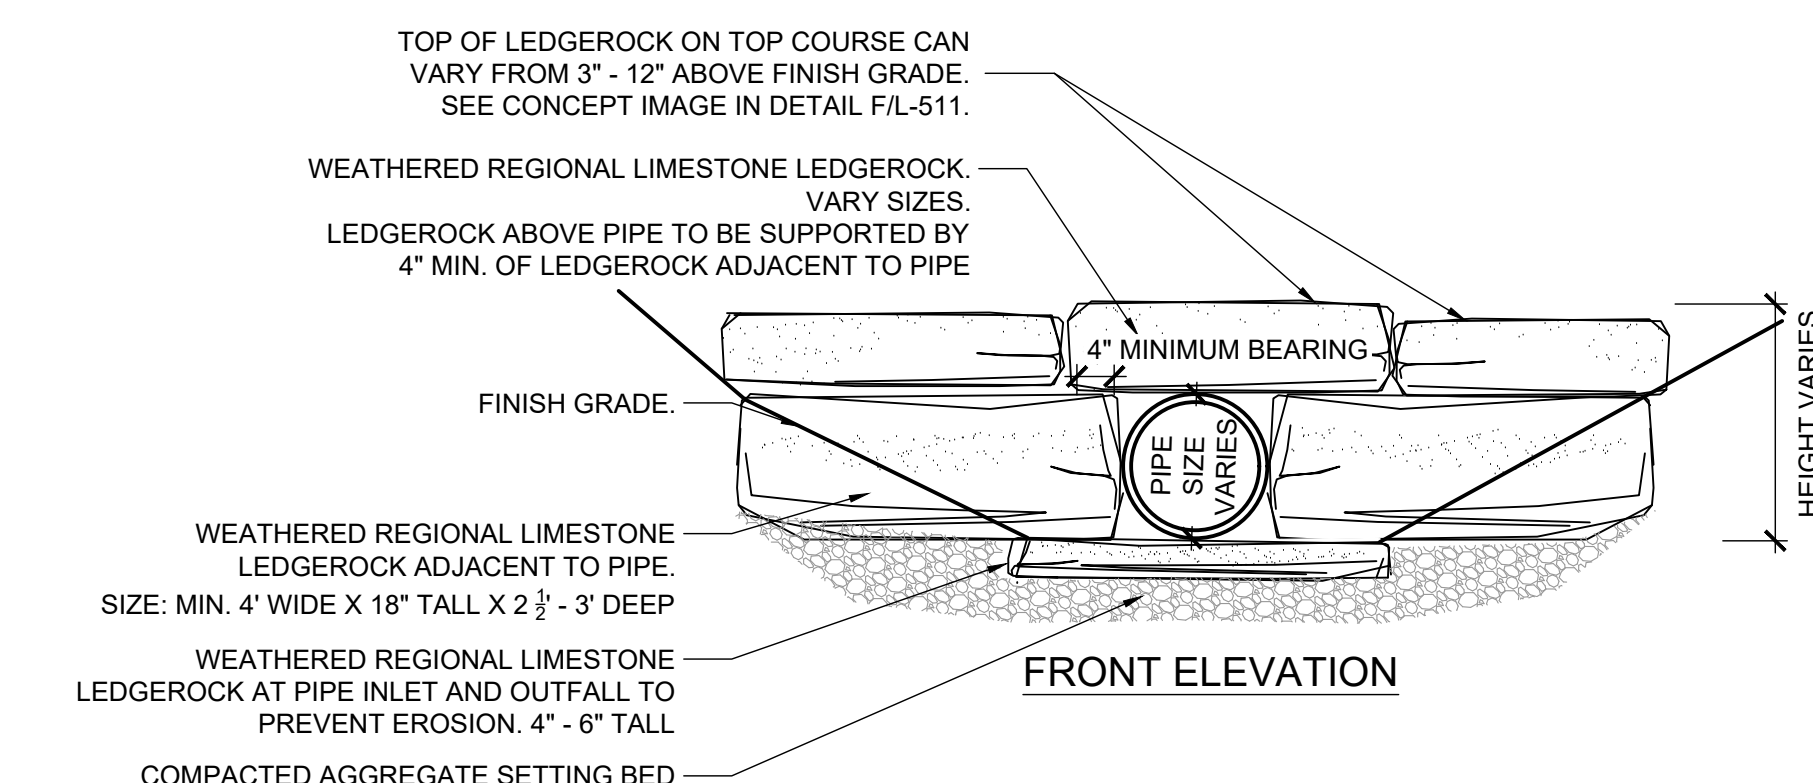 TOP OF LEDGEROCK ON TOP COURSE CAN
VARY FROM 3" - 12" ABOVE FINISH GRADE.
SEE CONCEPT IMAGE IN DETAIL F/L-511.
WEATHERED REGIONAL LIMESTONE LEDGEROCK.
VARY SIZES.
LEDGEROCK ABOVE PIPE TO BE SUPPORTED BY
4" MIN. OF LEDGEROCK ADJACENT TO PIPE
4" MINIMUM BEARING
FINISH GRADE.
PIPE
SIZE
VARIES
HEIGHT VARIES
WEATHERED REGIONAL LIMESTONE
LEDGEROCK ADJACENT TO PIPE.
SIZE: MIN. 4' WIDE X 18" TALL X 2 1/2' - 3' DEEP
WEATHERED REGIONAL LIMESTONE
LEDGEROCK AT PIPE INLET AND OUTFALL TO
PREVENT EROSION. 4" - 6" TALL
COMPACTED AGGREGATE SETTING BED
FRONT ELEVATION